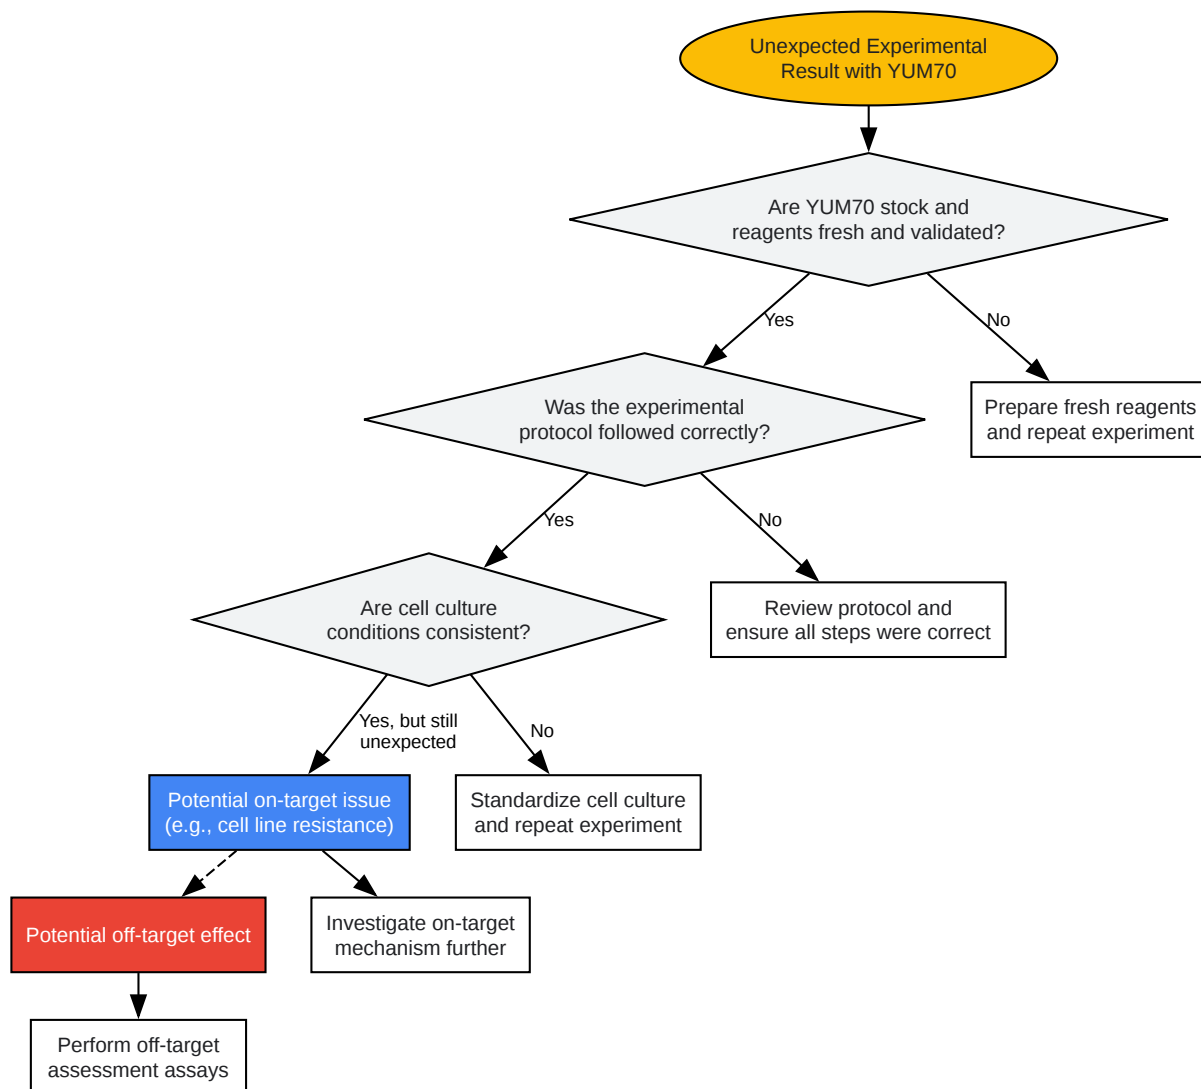 Unexpected Experimental
Result with YUM70
Are YUM70 stock and
reagents fresh and validated?
Yes
No
Was the experimental
protocol followed correctly?
Prepare fresh reagents
and repeat experiment
Yes
No
Are cell culture
conditions consistent?
Review protocol and
ensure all steps were correct
Yes, but still
unexpected
No
Potential on-target issue
(e.g., cell line resistance)
Standardize cell culture
and repeat experiment
Potential off-target effect
Investigate on-target
mechanism further
Perform off-target
assessment assays